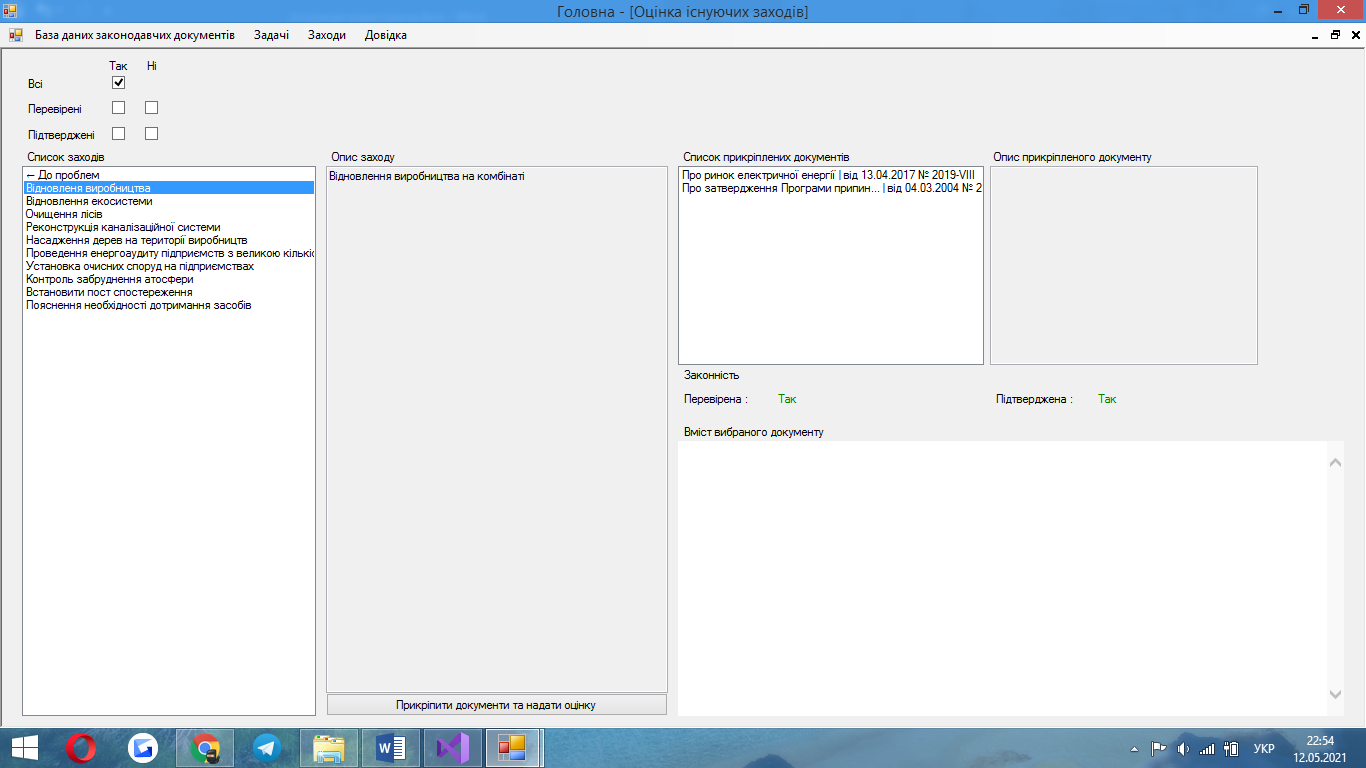 Головна - [Оцінка існуючих заходів]
База даних законодавчих документів Задачі Заходи Довідка
Так Ні
Всі
Перевірені
Підтверджені
Список заходів
← До проблем
Відновленя виробництва
Відновлення екосистеми
Очищення лісів
Реконструкція каналізаційної системи
Насадження дерев на території виробництв
Проведення енергоаудиту підприємств з великою кількіс
Установка очисних споруд на підприємствах
Контроль забруднення атосфери
Встановити пост спостереження
Пояснення необхідності дотримання засобів
Опис заходу
Відновлення виробництва на комбінаті
Прикріпити документи та надати оцінку
Список прикріплених документів
Про ринок електричної енергії | від 13.04.2017 № 2019-VIII
Про затвердження Програми припин... | від 04.03.2004 № 2
Опис прикріпленого документу
Законність
Перевірена : Так Підтверджена : Так
Вміст вибраного документу
УКР
22:54
12.05.2021